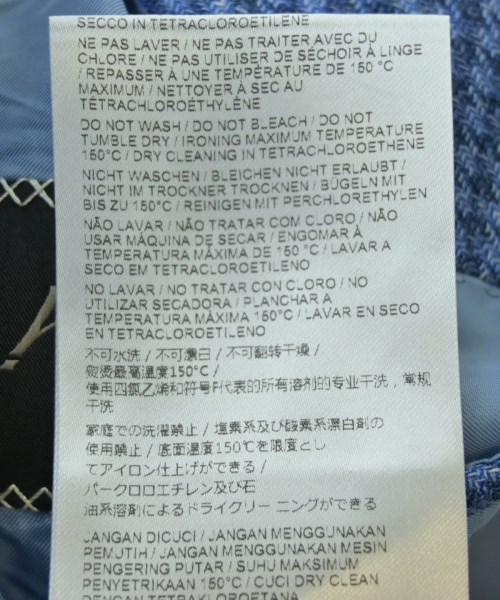 SECCO IN TETRACLOROETILENE
NE PAS LAVER / NE PAS TRAITER AVEC DU
CHLORE / NE PAS UTILISER DE SÉCHOIR À LINGE
/ REPASSER À UNE TEMPÉRATURE DE 150 °C
MAXIMUM / NETTOYER À SEC AU
TÉTRACHLOROÉTHYLÈNE
DO NOT WASH / DO NOT BLEACH / DO NOT
TUMBLE DRY / IRONING MAXIMUM TEMPERATURE
150°C / DRY CLEANING IN TETRACHLOROETHENE
NICHT WASCHEN / BLEICHEN NICHT ERLAUBT /
NICHT IM TROCKNER TROCKNEN / BÜGELN MIT
BIS ZU 150°C / REINIGEN MIT PERCHLORETHYLEN
NÃO LAVAR / NÃO TRATAR COM CLORO / NÃO
USAR MÁQUINA DE SECAR / ENGOMAR À
TEMPERATURA MÁXIMA DE 150 °C / LAVAR A
SECO EM TETRACLOROETILENO
NO LAVAR / NO TRATAR CON CLORO / NO
UTILIZAR SECADORA / PLANCHAR A
TEMPERATURA MÁXIMA 150°C / LAVAR EN SECO
EN TETRACLOROETILENO
不可水洗 / 不可漂白 / 不可翻转干燥 /
熨烫最高温度150°C /
使用四氯乙烯和符号F代表的所有溶剂的专业干洗，常规
干洗
家庭での洗濯禁止 / 塩素系及び酸素系漂白剤の
使用禁止 / 底面温度150℃を限度とし
てアイロン仕上げができる /
パークロロエチレン及び石
油系溶剤によるドライクリー ニングができる
JANGAN DICUCI / JANGAN MENGGUNAKAN
PEMUTIH / JANGAN MENGGUNAKAN MESIN
PENGERING PUTAR / SUHU MAKSIMUM
PENYETRIKAAN 150°C / CUCI DRY CLEAN
DENGAN TETRAKLOROETANA